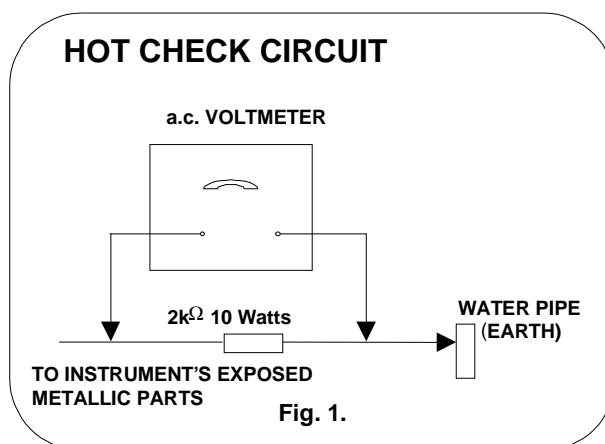 HOT CHECK CIRCUIT
a.c. VOLTMETER
2kΩ 10 Watts
WATER PIPE
(EARTH)
TO INSTRUMENT'S EXPOSED
METALLIC PARTS
Fig. 1.